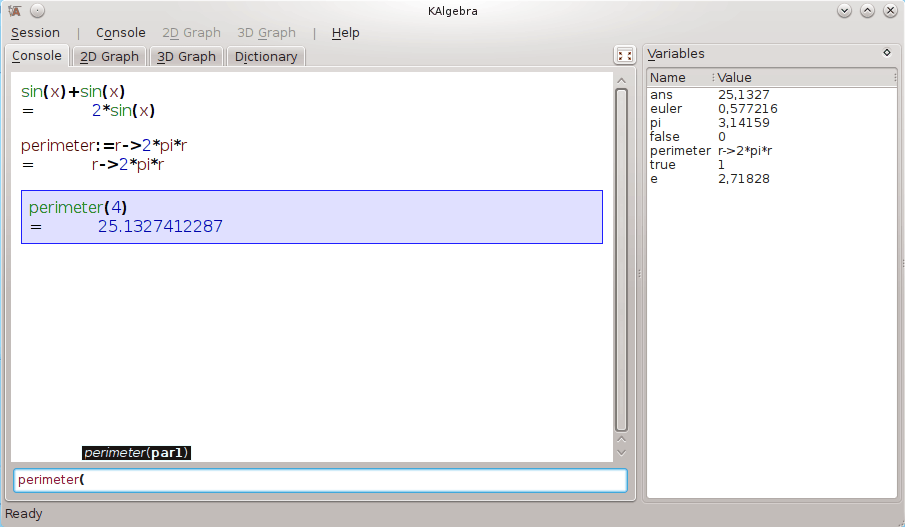 KAlgebra
Session | Console 2D Graph 3D Graph | Help
Console 2D Graph 3D Graph Dictionary
sin(x)+sin(x)
= 2*sin(x)
perimeter:=r->2*pi*r
= r->2*pi*r
perimeter(4)
= 25.1327412287
perimeter(par1)
perimeter(
Variables
Name Value
ans 25,1327
euler 0,577216
pi 3,14159
false 0
perimeter r->2*pi*r
true 1
e 2,71828
Ready